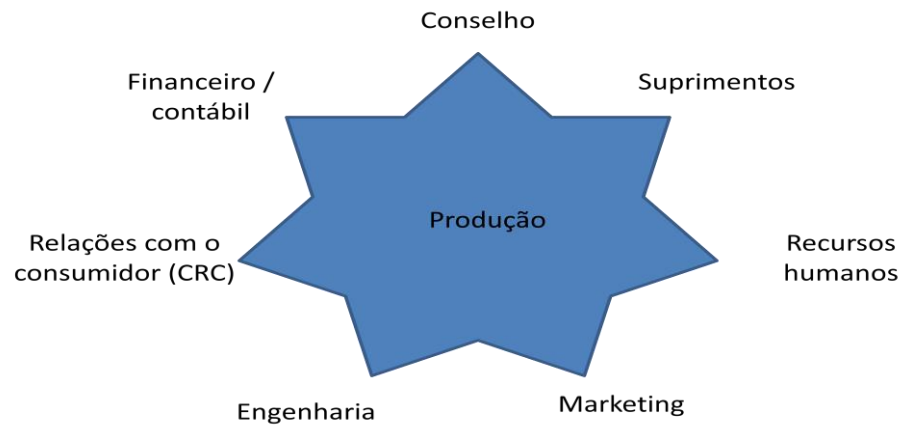 Conselho
Financeiro /
contábil
Suprimentos
Produção
Relações com o
consumidor (CRC)
Recursos
humanos
Engenharia
Marketing